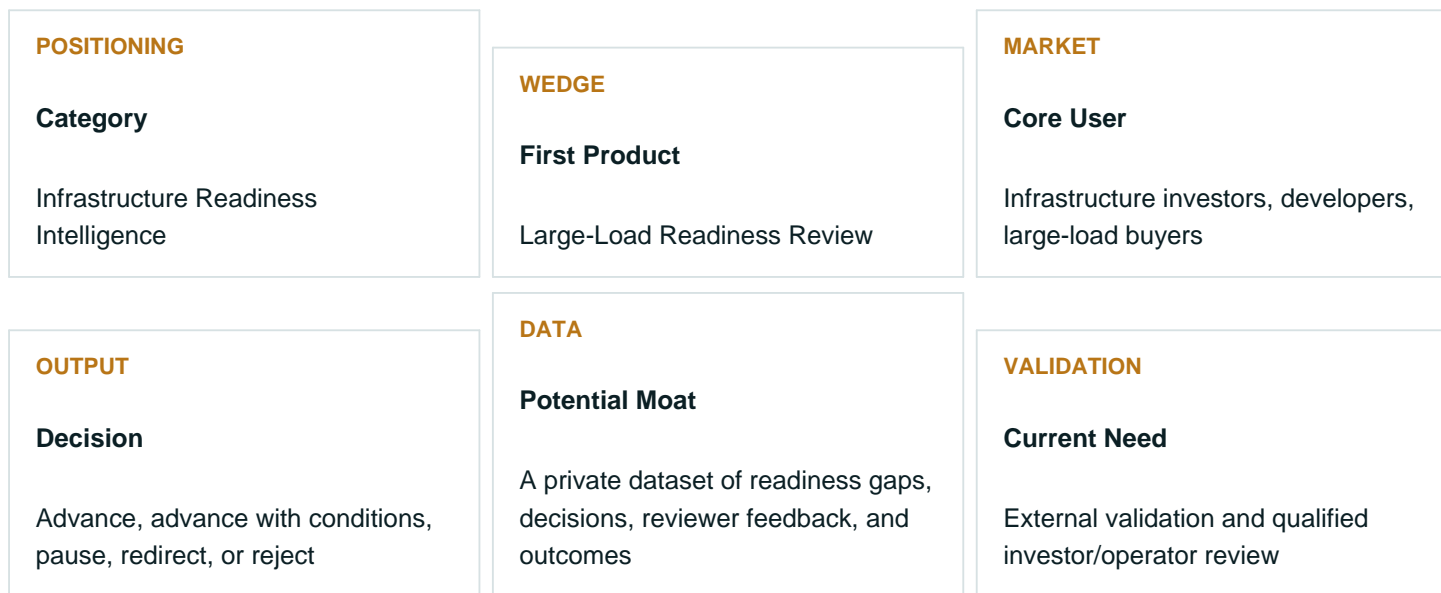 POSITIONING
Category
Infrastructure Readiness
Intelligence
WEDGE
First Product
Large-Load Readiness Review
MARKET
Core User
Infrastructure investors, developers,
large-load buyers
OUTPUT
Decision
Advance, advance with conditions,
pause, redirect, or reject
DATA
Potential Moat
A private dataset of readiness gaps,
decisions, reviewer feedback, and
outcomes
VALIDATION
Current Need
External validation and qualified
investor/operator review